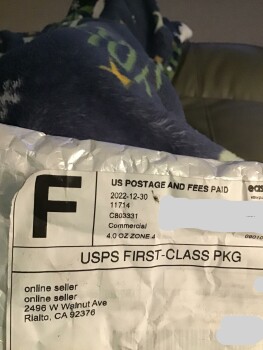 F
US POSTAGE AND FEES PAID
2022-12-30
11714
C803331
Commercial
4.0 OZ ZONE 4
USPS FIRST-CLASS PKG
online seller
online seller
2496 W Walnut Ave
Rialto, CA 92376